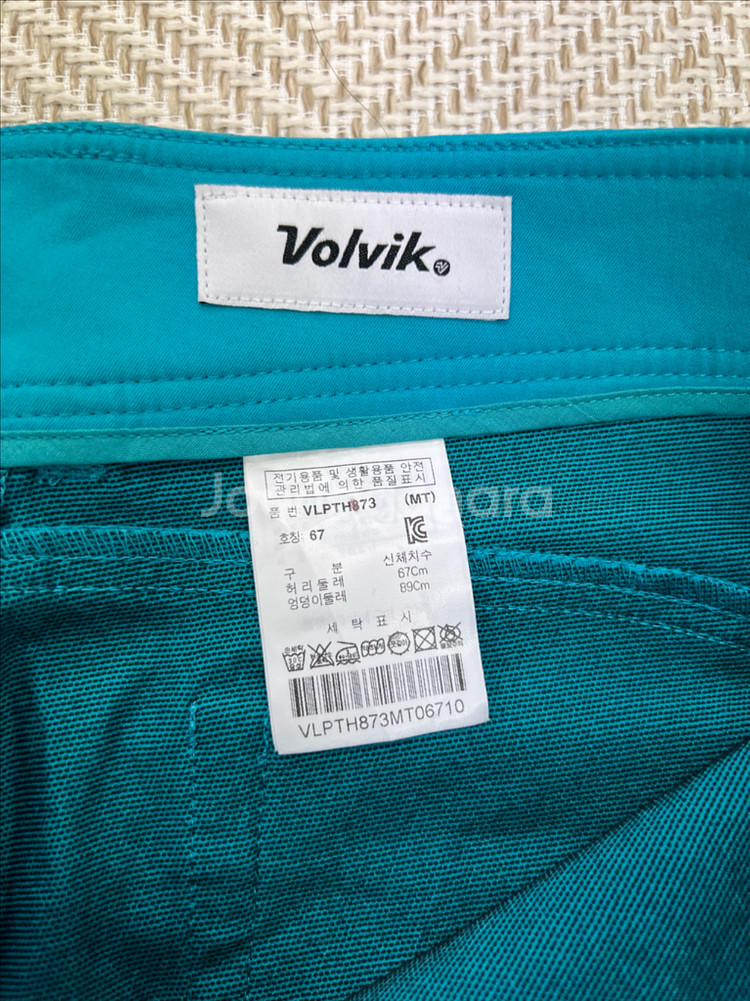 Volvik
전기용품 및 생활용품 안전
관리법에 의한 품질표시
품 번 VLPTH873 (MT)
호칭: 67
구 분 신체치수
허리둘레 67Cm
엉덩이둘레 89Cm
세 탁 표 시
VLPTH873MT06710